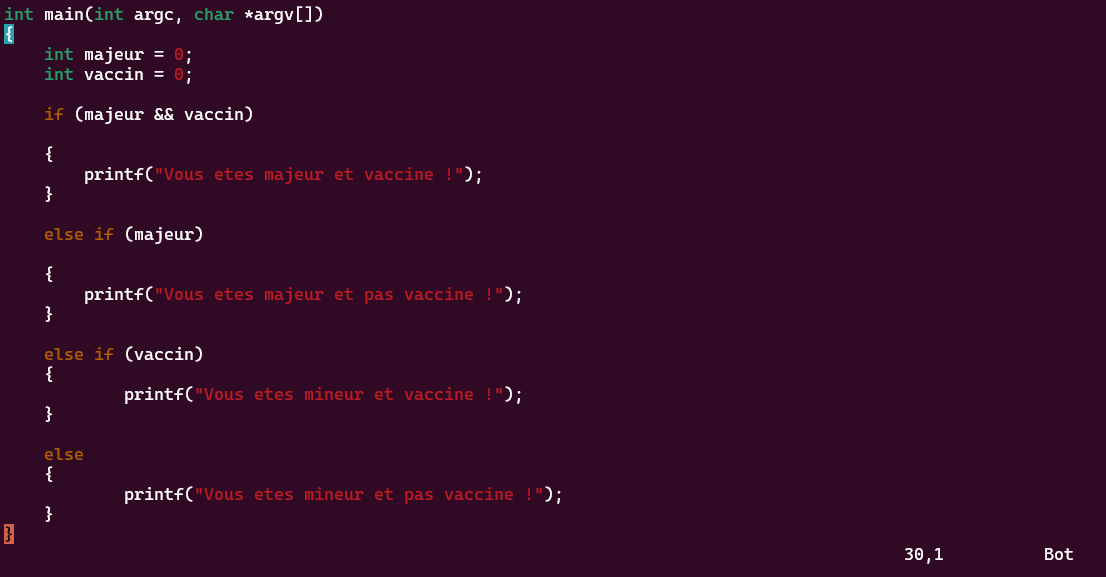 int main(int argc, char *argv[])
{
    int majeur = 0;
    int vaccin = 0;

    if (majeur && vaccin)

    {
        printf("Vous etes majeur et vaccine !");
    }

    else if (majeur)

    {
        printf("Vous etes majeur et pas vaccine !");
    }

    else if (vaccin)
    {
            printf("Vous etes mineur et vaccine !");
    }

    else
    {
            printf("Vous etes mineur et pas vaccine !");
    }
}
30,1          Bot